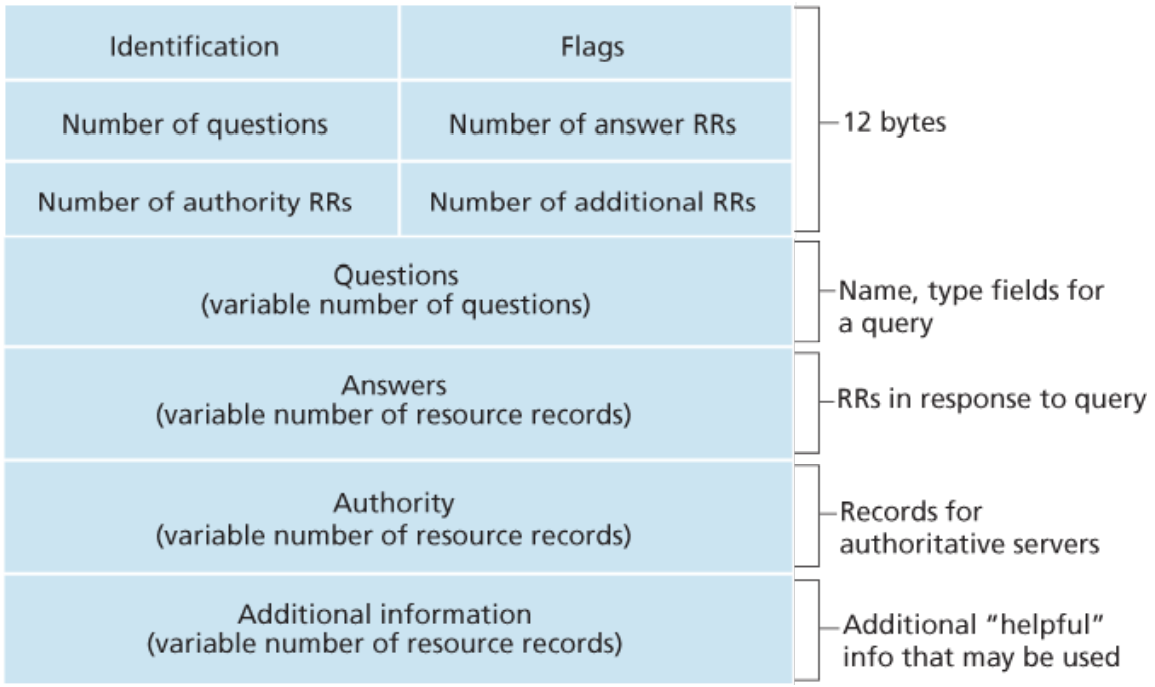 Identification
Flags
Number of questions
Number of answer RRs
12 bytes
Number of authority RRs
Number of additional RRs
Questions
(variable number of questions)
Name, type fields for
a query
Answers
(variable number of resource records)
RRs in response to query
Authority
(variable number of resource records)
Records for
authoritative servers
Additional information
(variable number of resource records)
Additional “helpful”
info that may be used